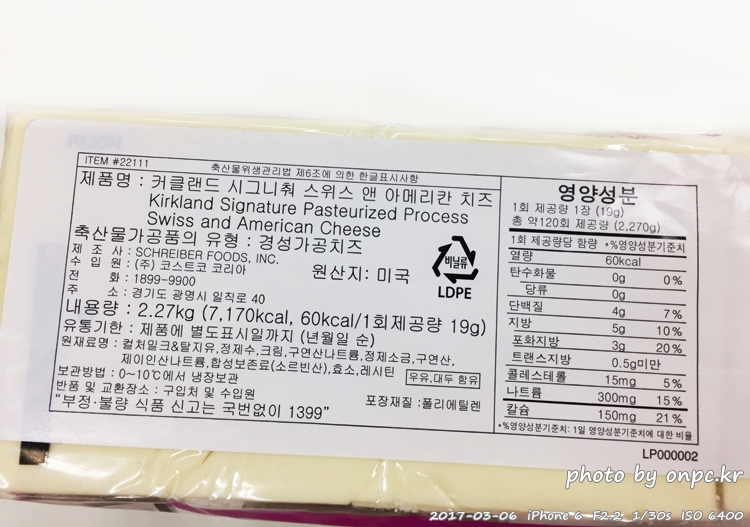 ITEM #22111
축산물위생관리법 제6조에 의한 한글표시사항
제품명 : 커클랜드 시그니춰 스위스 앤 아메리칸 치즈
Kirkland Signature Pasteurized Process
Swiss and American Cheese
축산물가공품의 유형 : 경성가공치즈
제 조 사 : SCHREIBER FOODS, INC.
수 입 원 : (주) 코스트코 코리아
원산지: 미국
전 화 : 1899-9900
주 소 : 경기도 광명시 일직로 40
비닐류
LDPE
내용량 : 2.27kg (7,170kcal, 60kcal/1회제공량 19g)
유통기한 : 제품에 별도표시일까지 (년월일 순)
원재료명 : 컬처밀크&탈지유,정제수,크림,구연산나트륨,정제소금,구연산,
제이인산나트륨,합성보존료(소르빈산),효소,레시틴
우유,대두 함유
보관방법 : 0~10℃에서 냉장보관
반품 및 교환장소 : 구입처 및 수입원
포장재질 :폴리에틸렌
"부정·불량 식품 신고는 국번없이 1399"
영양성분
1회 제공량 1장 (19g)
총 약120회 제공량 (2,270g)
1회 제공량당 함량 *%영양성분기준치
열량 60kcal
탄수화물 0g 0%
당류 0g
단백질 4g 7%
지방 5g 10%
포화지방 3g 20%
트랜스지방 0.5g미만
콜레스테롤 15mg 5%
나트륨 300mg 15%
칼슘 150mg 21%
*%영양성분기준치: 1일 영양성분기준치에 대한 비율
LP000002
photo by onpc.kr
2017-03-06 iPhone 6 F2.2 1/30s ISO 6400